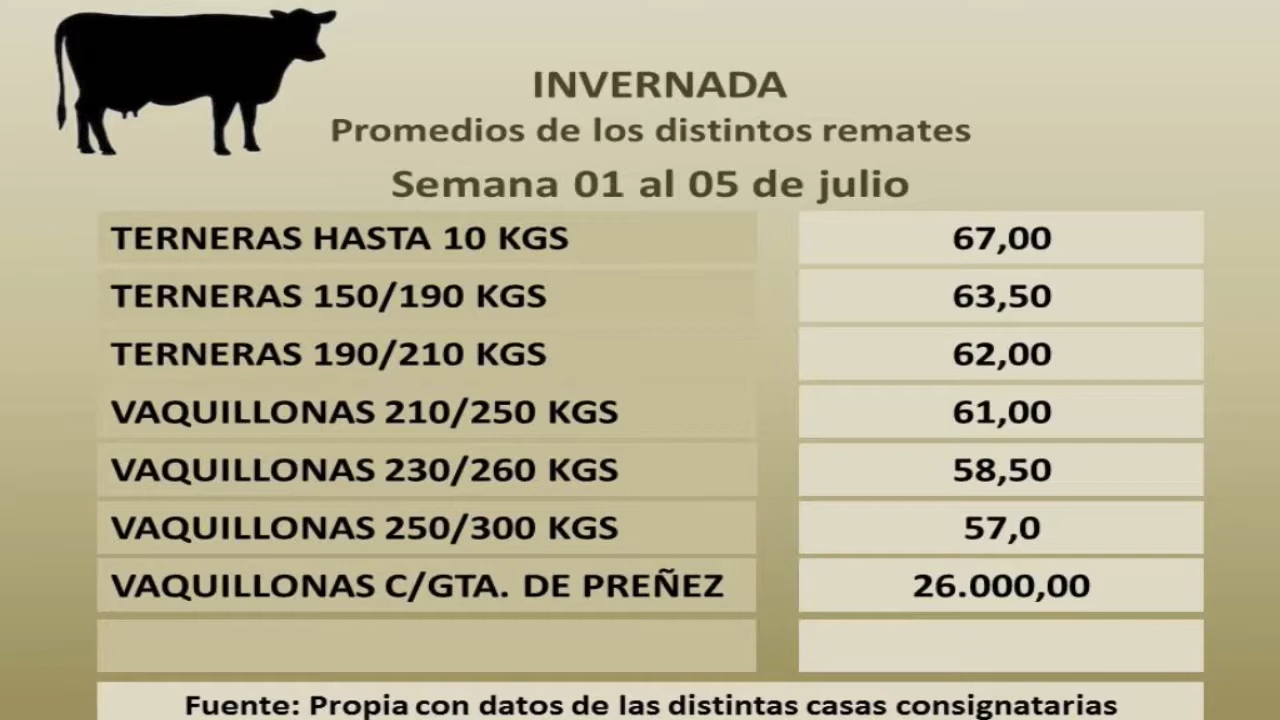 INVERNADA
Promedios de los distintos remates
Semana 01 al 05 de julio
TERNERAS HASTA 10 KGS 67,00
TERNERAS 150/190 KGS 63,50
TERNERAS 190/210 KGS 62,00
VAQUILLONAS 210/250 KGS 61,00
VAQUILLONAS 230/260 KGS 58,50
VAQUILLONAS 250/300 KGS 57,0
VAQUILLONAS C/GTA. DE PREÑEZ 26.000,00
Fuente: Propia con datos de las distintas casas consignatarias